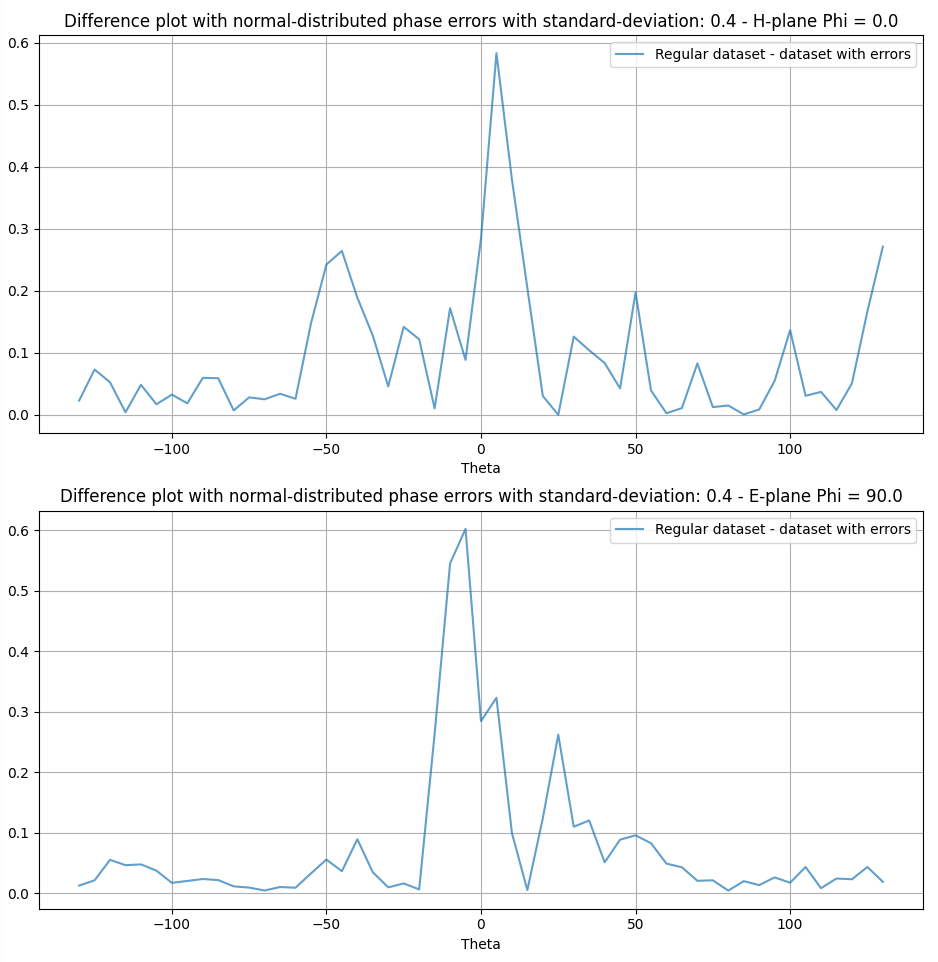 Difference plot with normal-distributed phase errors with standard-deviation: 0.4 - H-plane Phi = 0.0
Regular dataset - dataset with errors
0.6
0.5
0.4
0.3
0.2
0.1
0.0
−100 −50 0 50 100
Theta
Difference plot with normal-distributed phase errors with standard-deviation: 0.4 - E-plane Phi = 90.0
Regular dataset - dataset with errors
0.6
0.5
0.4
0.3
0.2
0.1
0.0
−100 −50 0 50 100
Theta